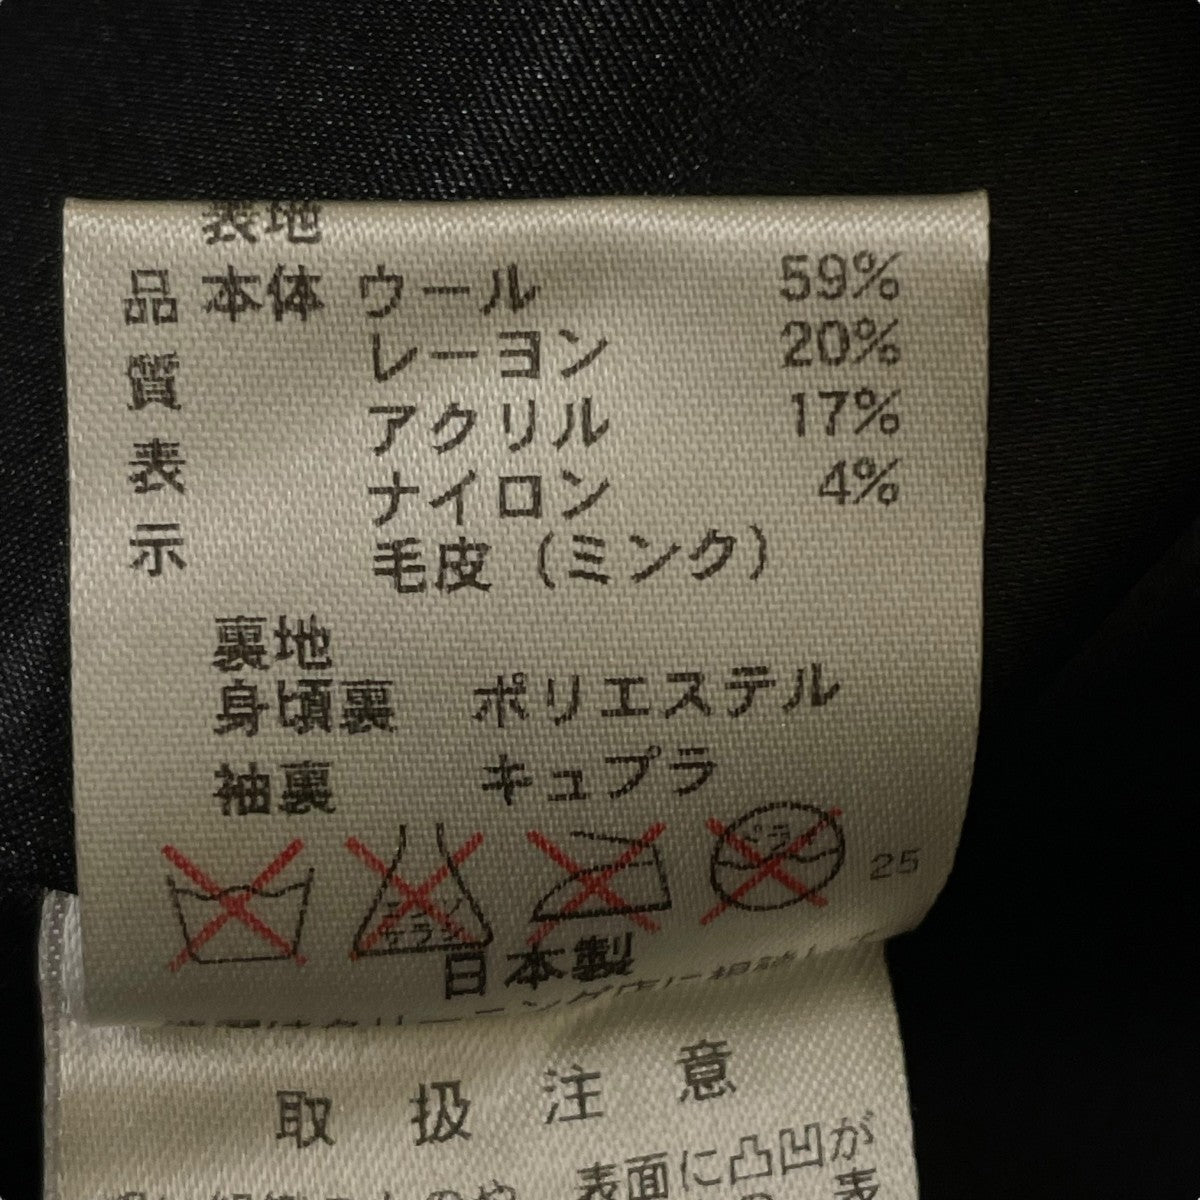 品質表示
表地
本体 ウール 59%
レーヨン 20%
アクリル 17%
ナイロン 4%
毛皮（ミンク）
裏地
身頃裏 ポリエステル
袖裏 キュプラ
25
日本製
取扱注意
表面に凸凹が